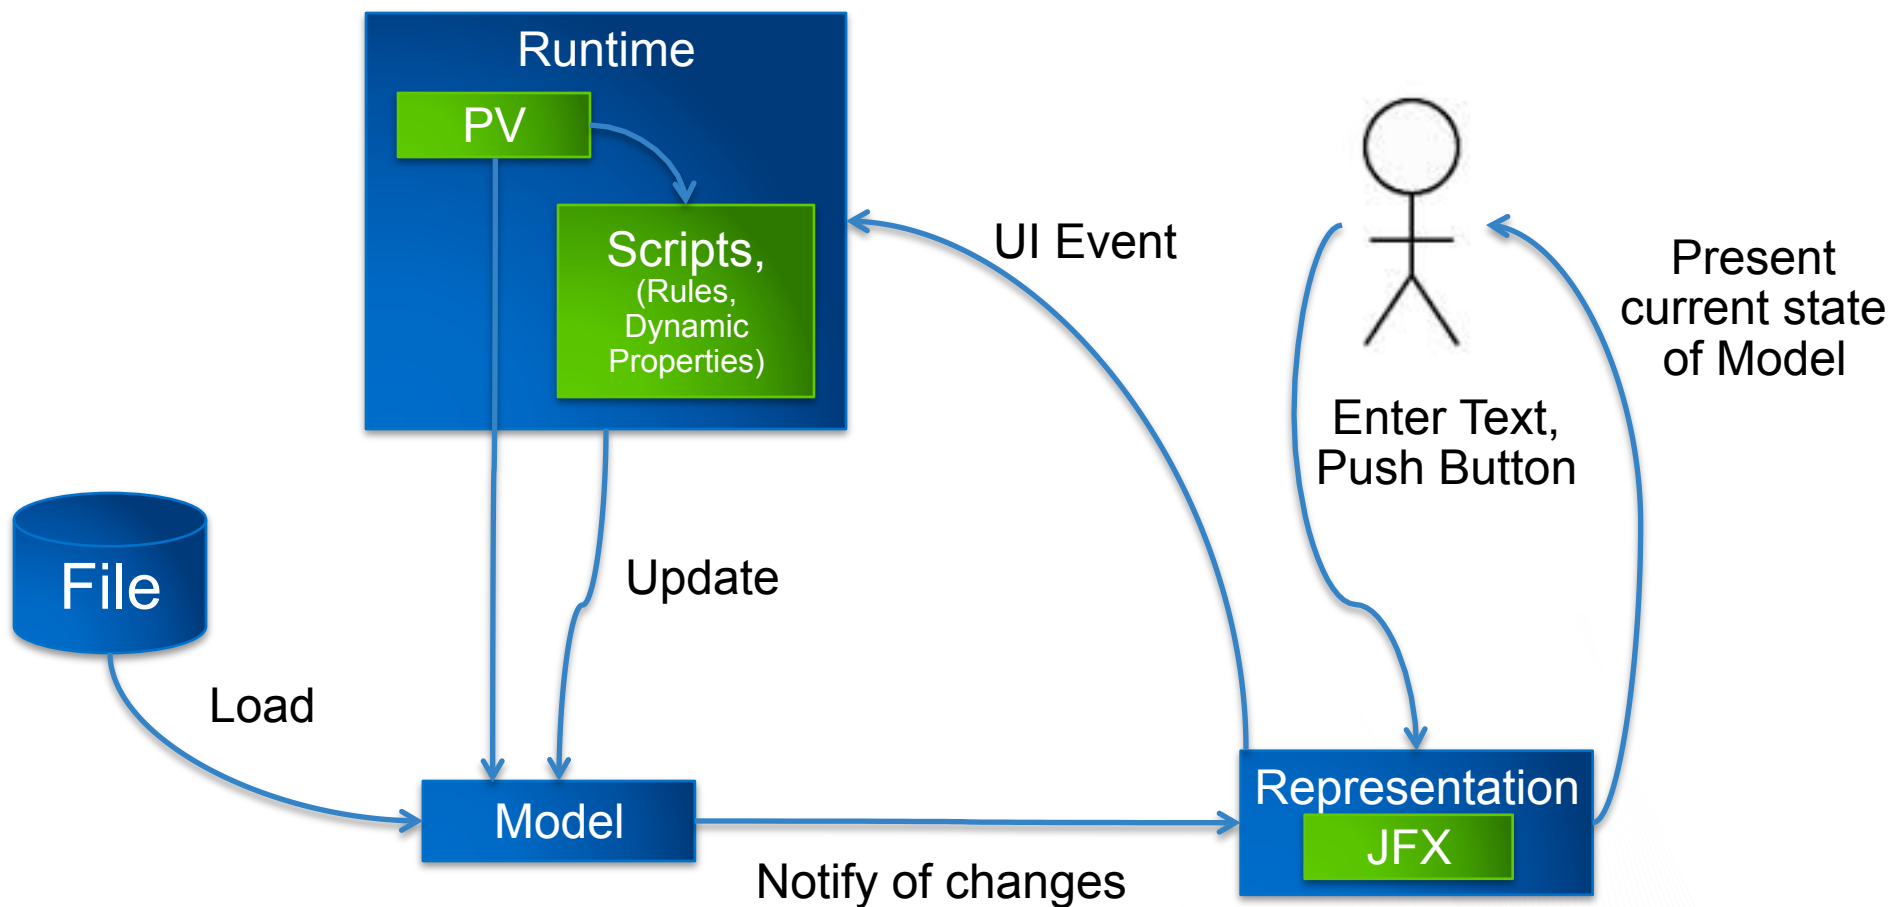 Runtime
PV
Scripts,
(Rules,
Dynamic
Properties)
UI Event
Present
current state
of Model
Enter Text,
Push Button
File
Update
Load
Model
Notify of changes
Representation
JFX